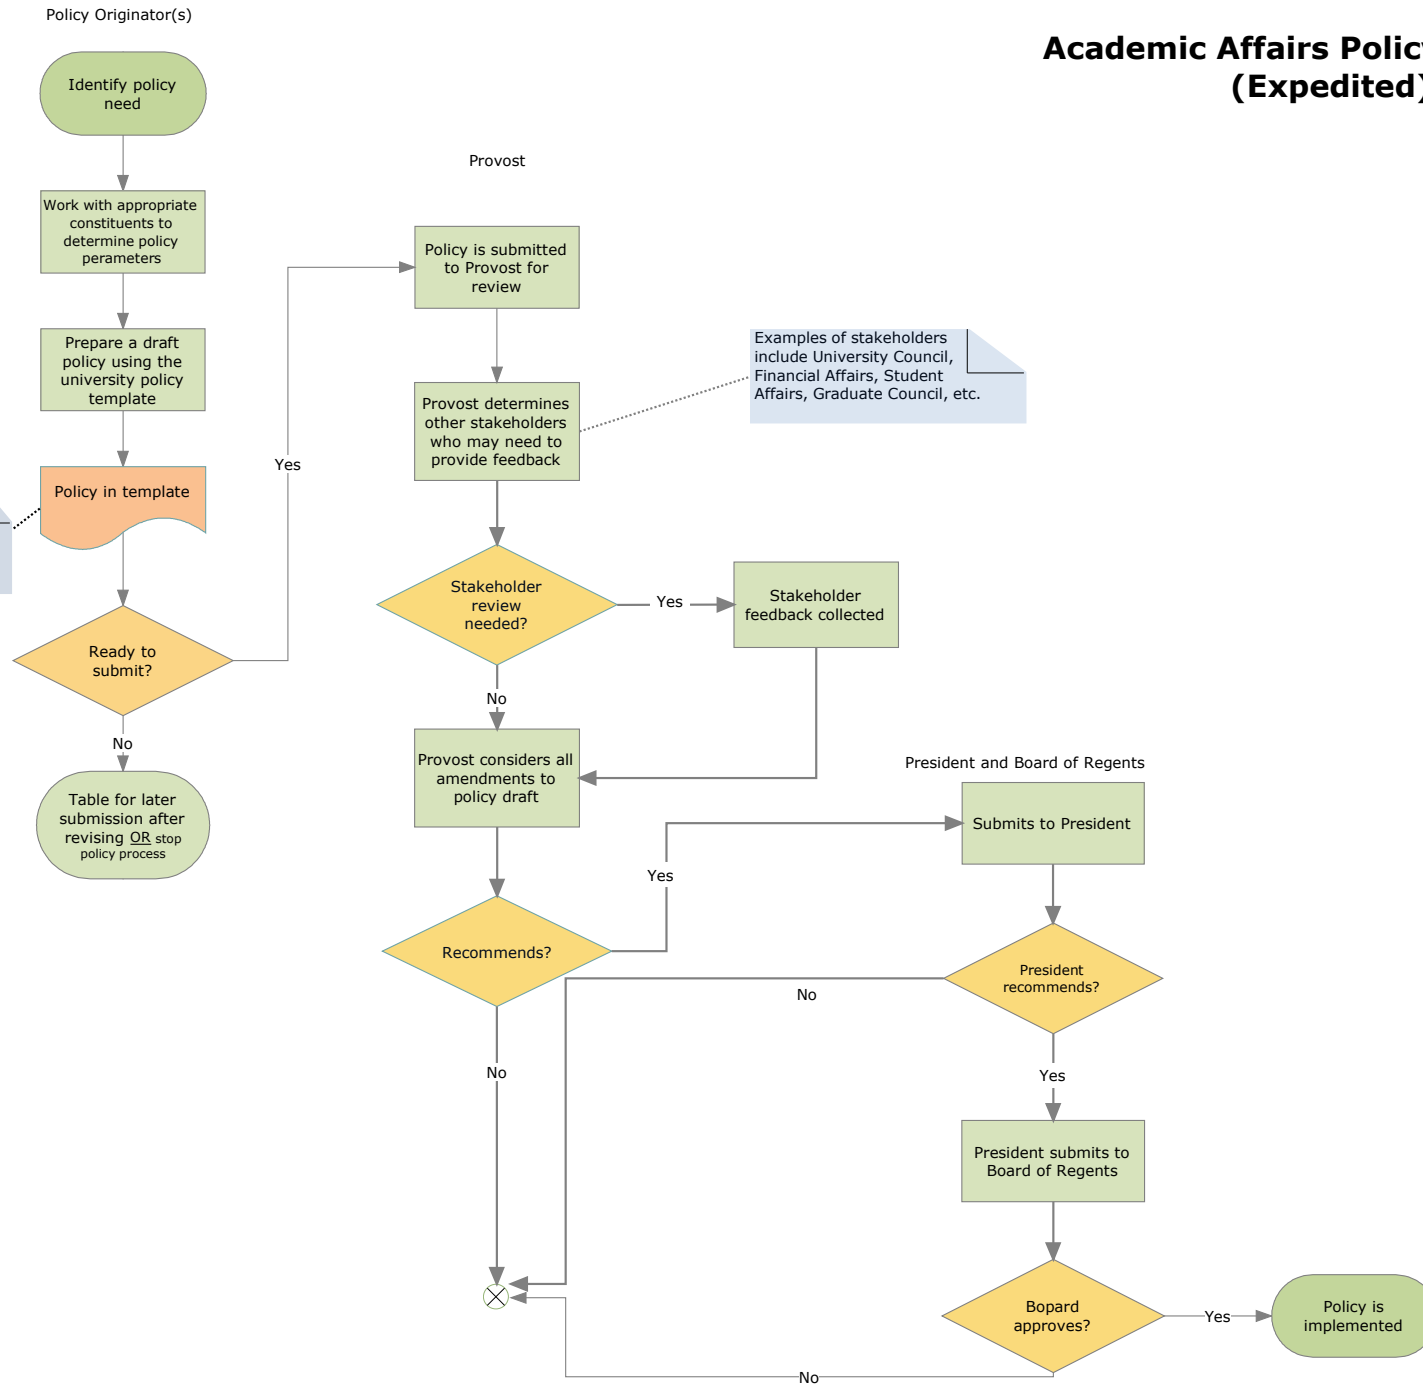 Policy Originator(s)
Academic Affairs Policy
(Expedited)
Identify policy
need
Work with appropriate
constituents to
determine policy
perameters
Prepare a draft
policy using the
university policy
template
Policy in template
Ready to
submit?
Yes
No
Table for later
submission after
revising OR stop
policy process
Provost
Policy is submitted
to Provost for
review
Provost determines
other stakeholders
who may need to
provide feedback
Examples of stakeholders
include University Council,
Financial Affairs, Student
Affairs, Graduate Council, etc.
Stakeholder
review
needed?
Yes
Stakeholder
feedback collected
No
Provost considers all
amendments to
policy draft
Recommends?
Yes
No
President and Board of Regents
Submits to President
President
recommends?
No
Yes
President submits to
Board of Regents
Bopard
approves?
Yes
No
Policy is
implemented